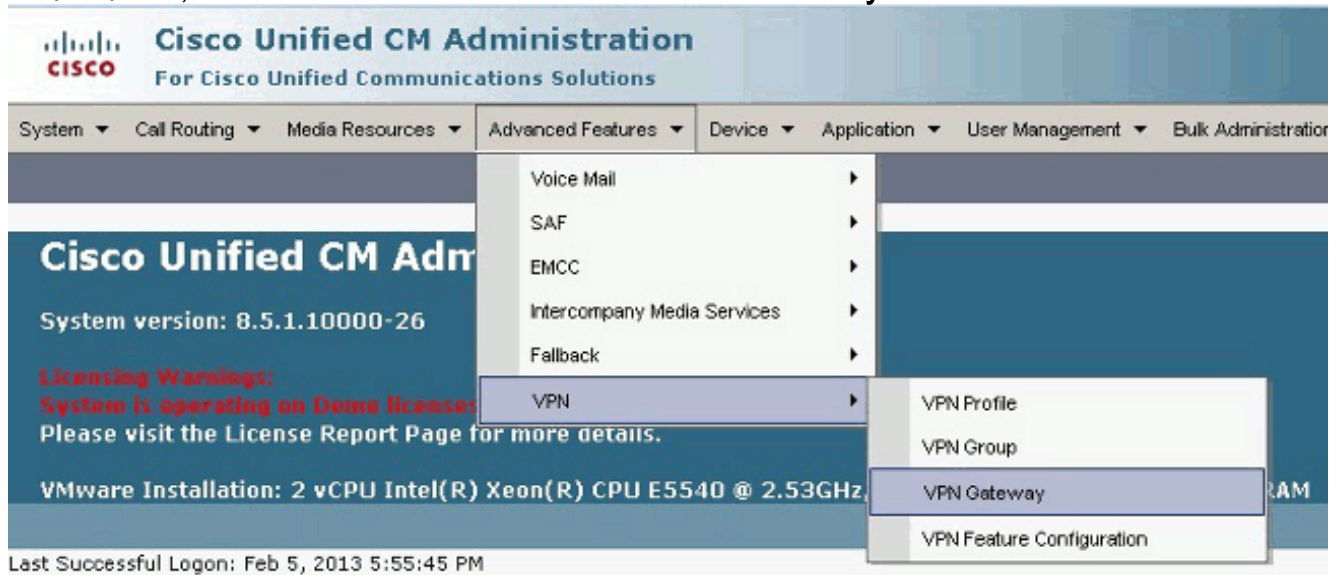 Cisco Unified CM Administration
CISCO
For Cisco Unified Communications Solutions
System Call Routing Media Resources Advanced Features Device Application User Management Bulk Administration
Voice Mail
SAF
Cisco Unified CM Adm
EMCC
System version: 8.5.1.10000-26
Intercompany Media Services
Fallback
Licensing Warnings:
System is operating on Demo licenses
VPN
VPN Profile
Please visit the License Report Page for more details.
VPN Group
VMware Installation: 2 vCPU Intel(R) Xeon(R) CPU E5540 @ 2.53GHz,
VPN Gateway
RAM
VPN Feature Configuration
Last Successful Logon: Feb 5, 2013 5:55:45 PM